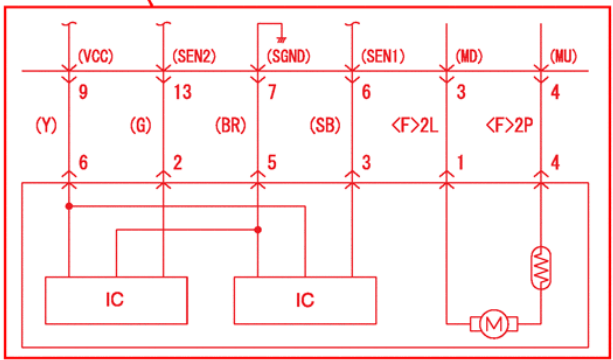 (VCC) (SEN2) (SGND) (SEN1) (MD) (MU)
9 13 7 6 3 4
(Y) (G) (BR) (SB) <F>2L <F>2P
6 2 5 3 1 4
IC IC
M